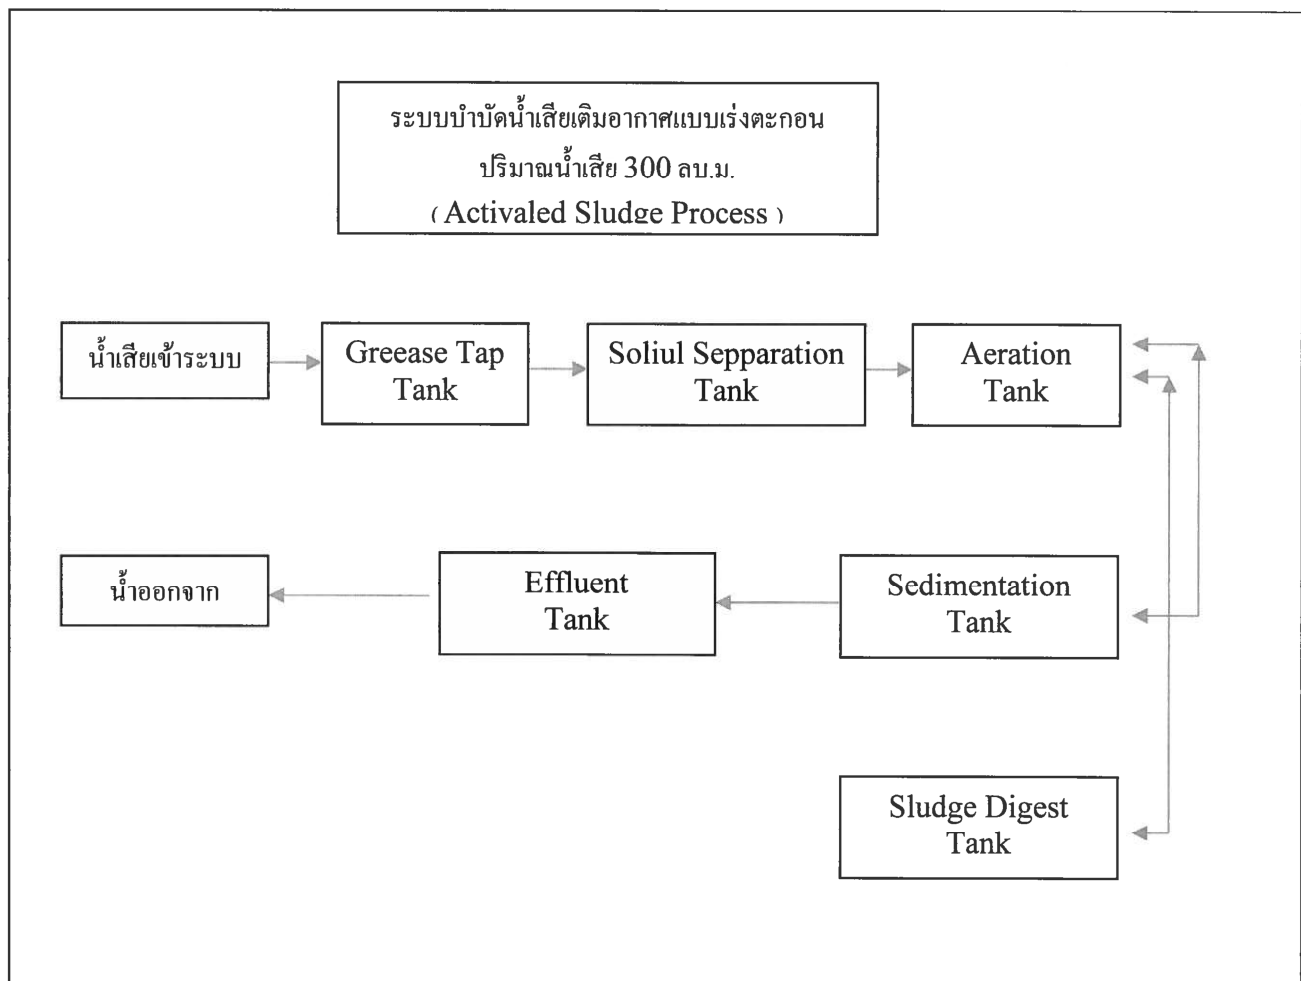 ระบบบำบัดน้ำเสียเติมอากาศแบบเร่งตะกอน
ปริมาณน้ำเสีย 300 ลบ.ม.
( Activaled Sludge Process )
น้ำเสียเข้าระบบ
Greease Tap
Tank
Soliul Sepparation
Tank
Aeration
Tank
น้ำออกจาก
Effluent
Tank
Sedimentation
Tank
Sludge Digest
Tank